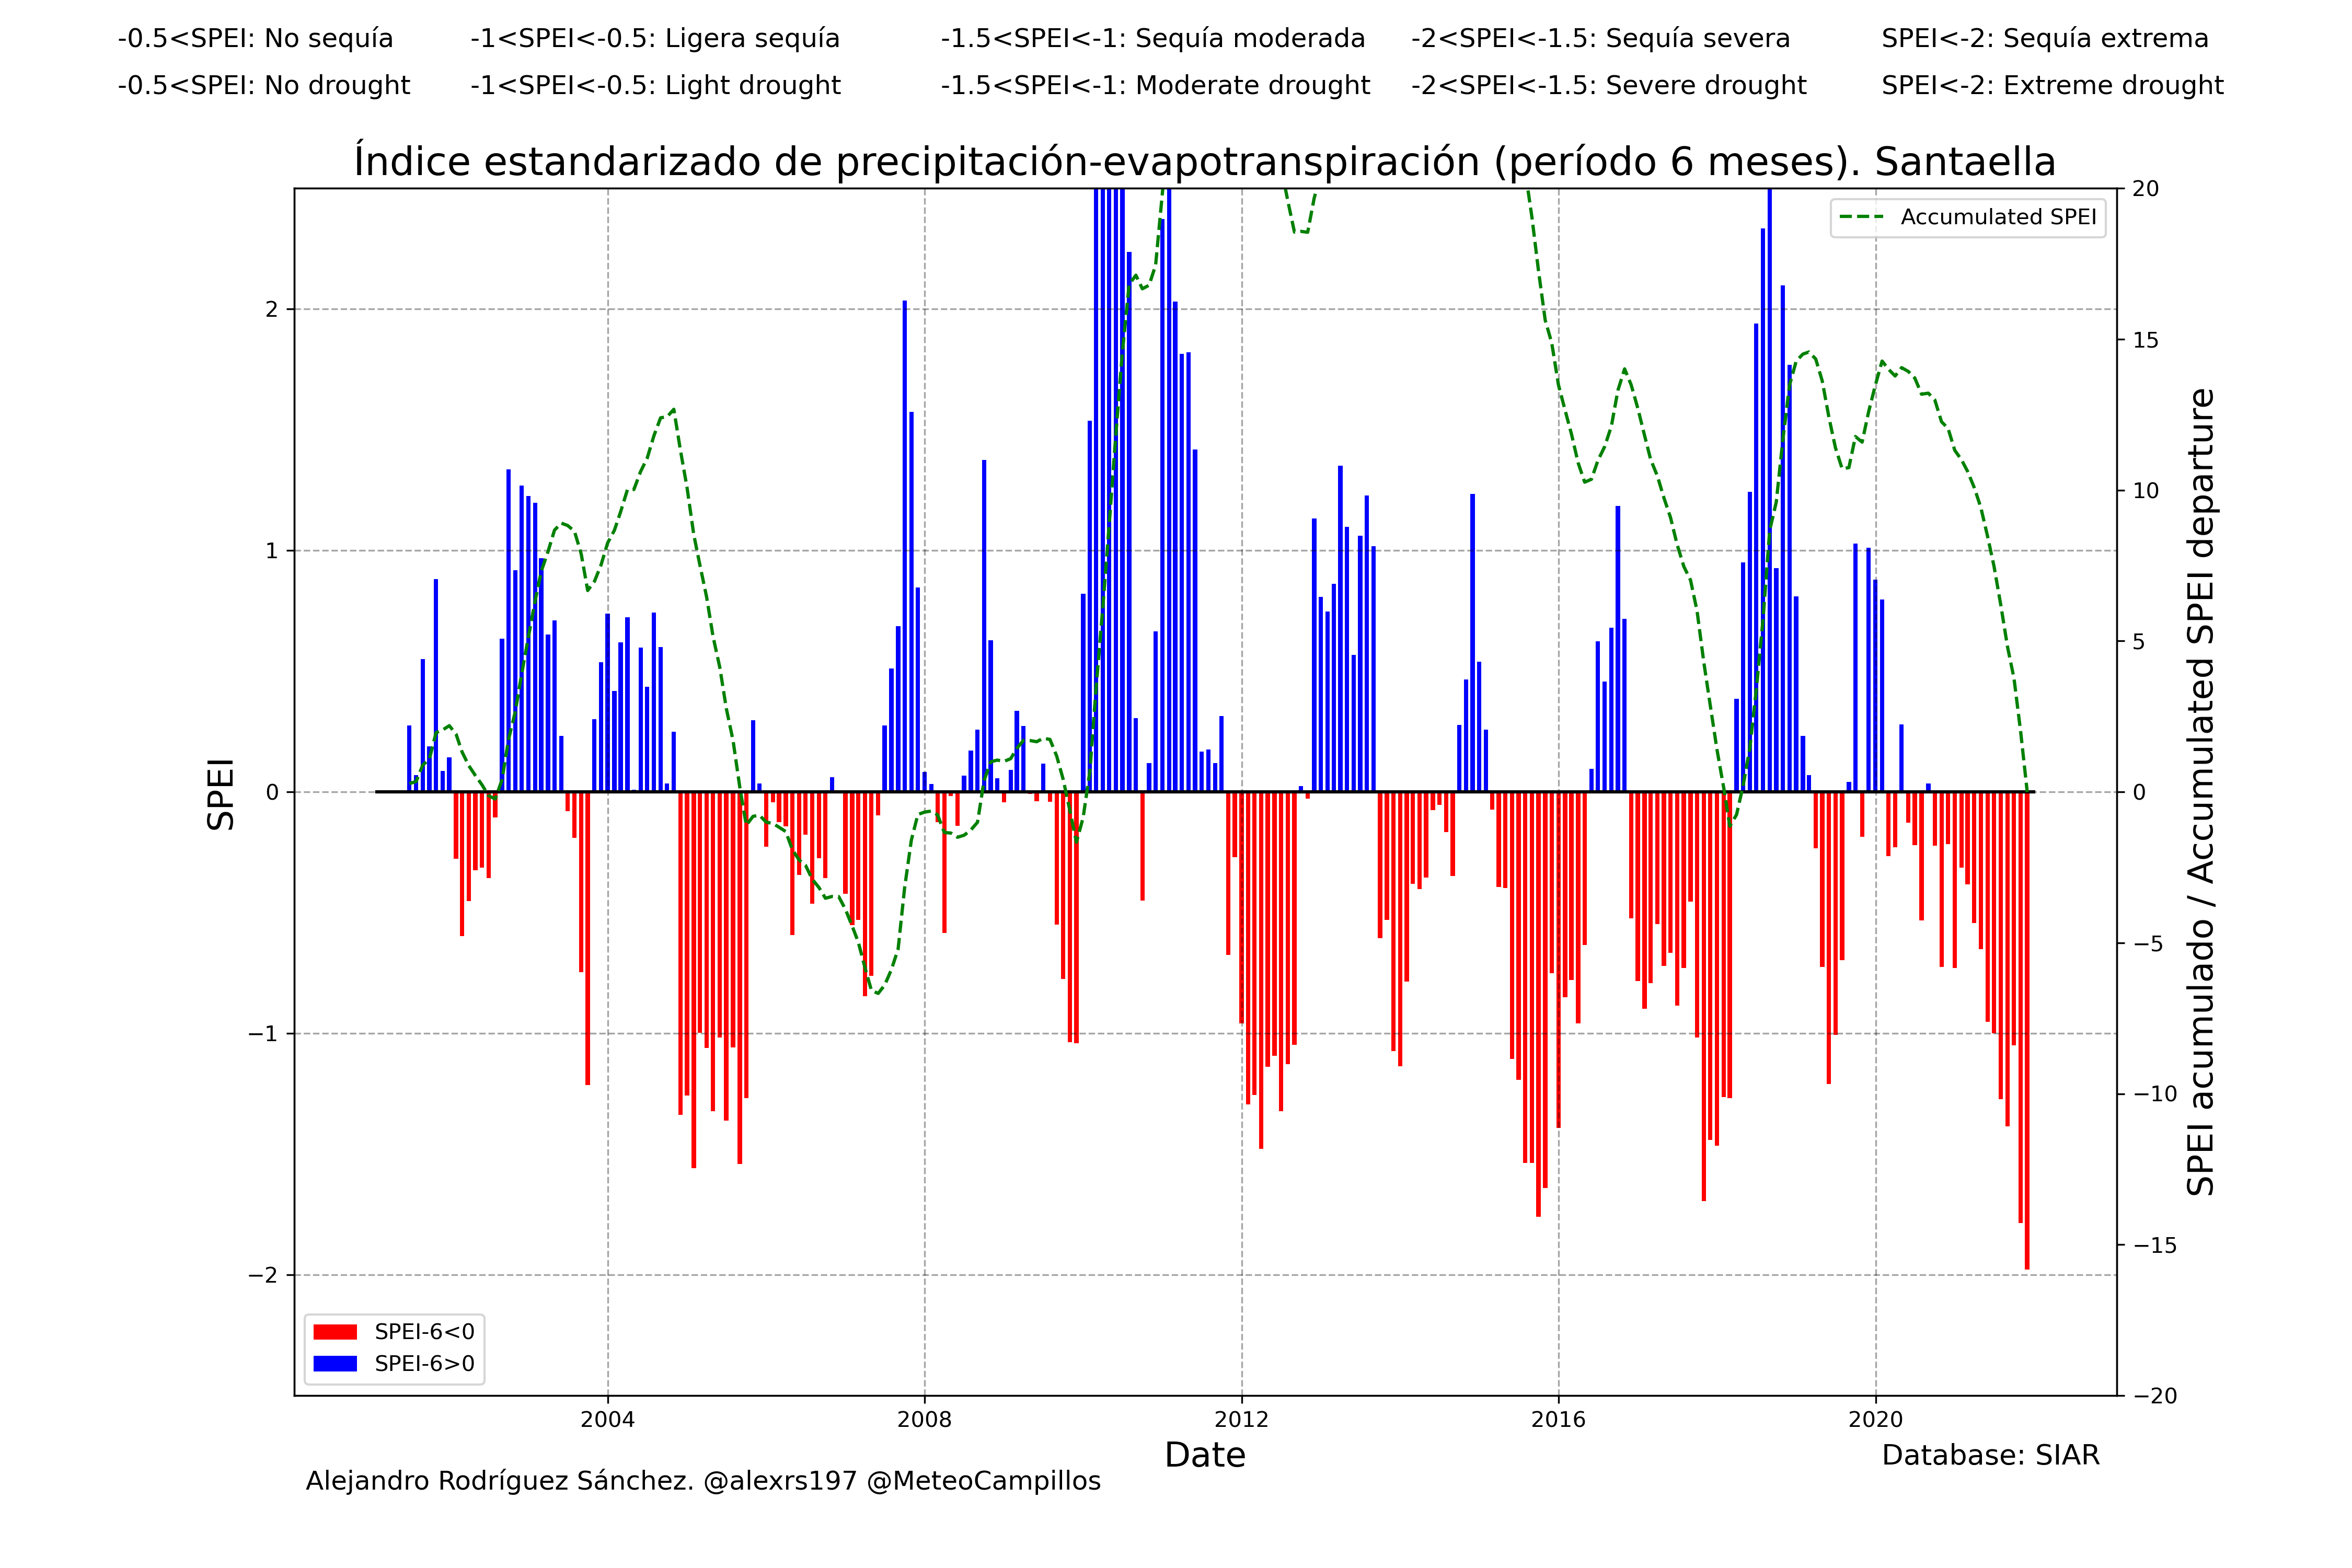 -0.5<SPEI: No sequía -1<SPEI<-0.5: Ligera sequía -1.5<SPEI<-1: Sequía moderada -2<SPEI<-1.5: Sequía severa SPEI<-2: Sequía extrema
-0.5<SPEI: No drought -1<SPEI<-0.5: Light drought -1.5<SPEI<-1: Moderate drought -2<SPEI<-1.5: Severe drought SPEI<-2: Extreme drought
Índice estandarizado de precipitación-evapotranspiración (período 6 meses). Santaella
Accumulated SPEI
SPEI
2
1
0
−1
−2
20
15
10
5
0
−5
−10
−15
−20
SPEI acumulado / Accumulated SPEI departure
SPEI-6<0
SPEI-6>0
2004 2008 2012 2016 2020
Date
Database: SIAR
Alejandro Rodríguez Sánchez. @alexrs197 @MeteoCampillos